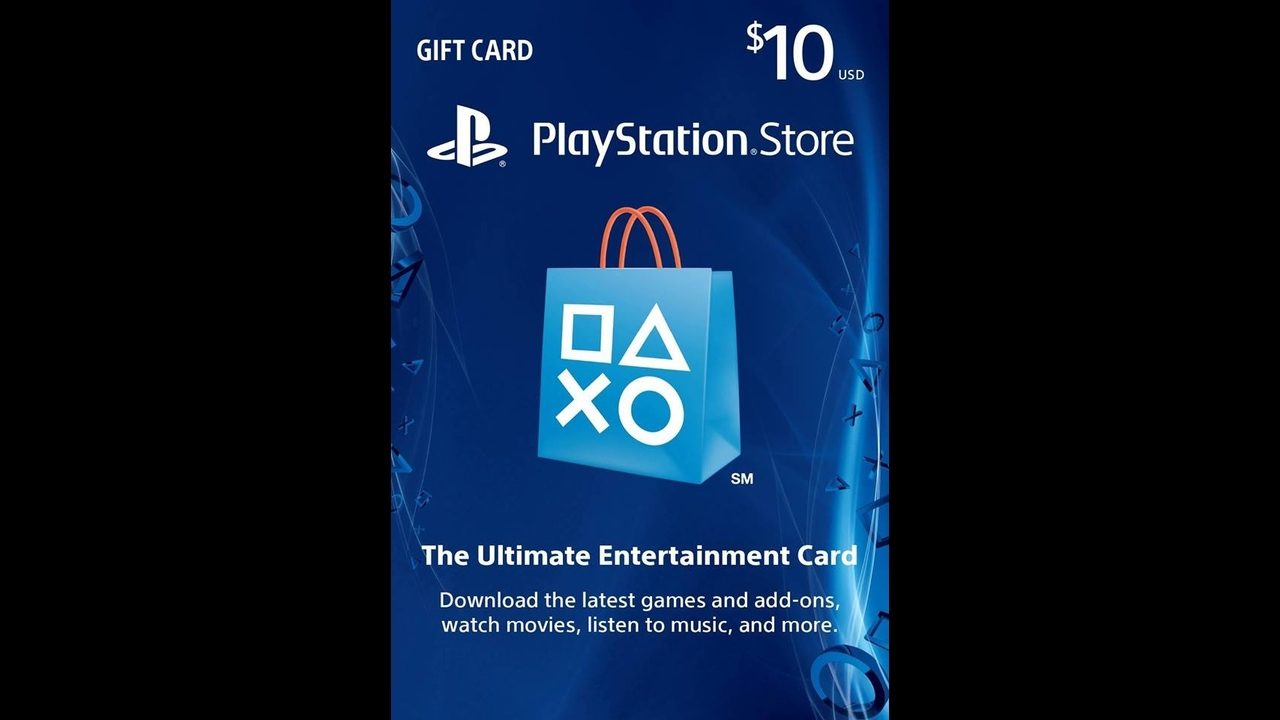 GIFT CARD
$10 USD
PlayStation®Store
SM
The Ultimate Entertainment Card
Download the latest games and add-ons,
watch movies, listen to music, and more.